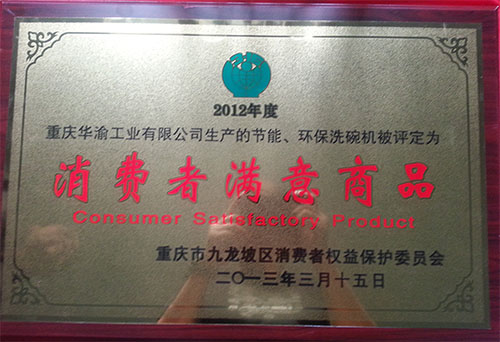 2012年度
重庆华渝工业有限公司生产的节能、环保洗碗机被评定为
消费者满意商品
Consumer Satisfactory Product
重庆市九龙坡区消费者权益保护委员会
二〇一三年三月十五日